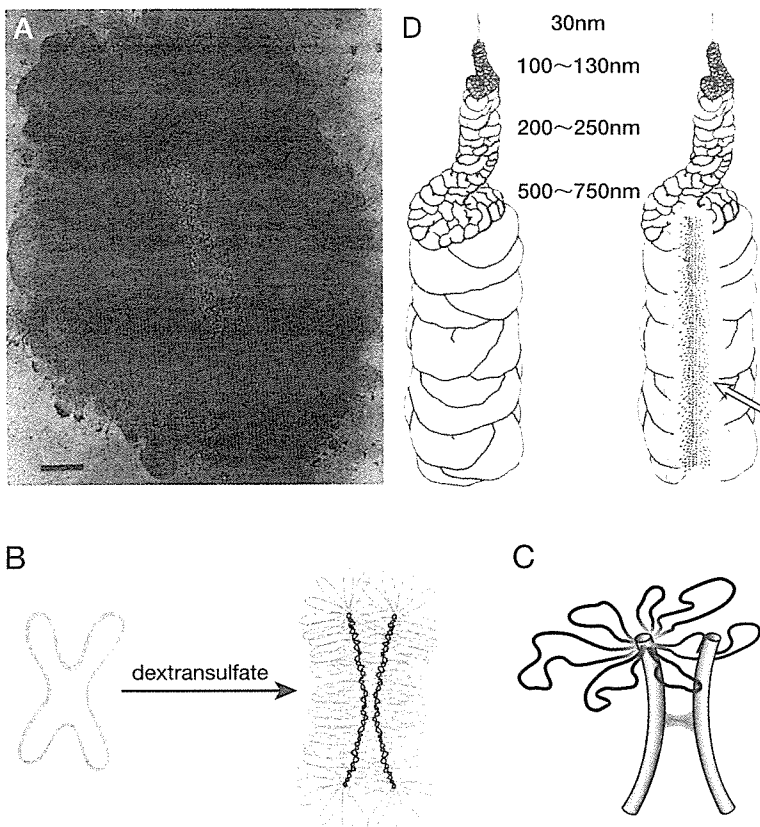 A
D
30nm
100～130nm
200～250nm
500～750nm
B
dextransulfate
C